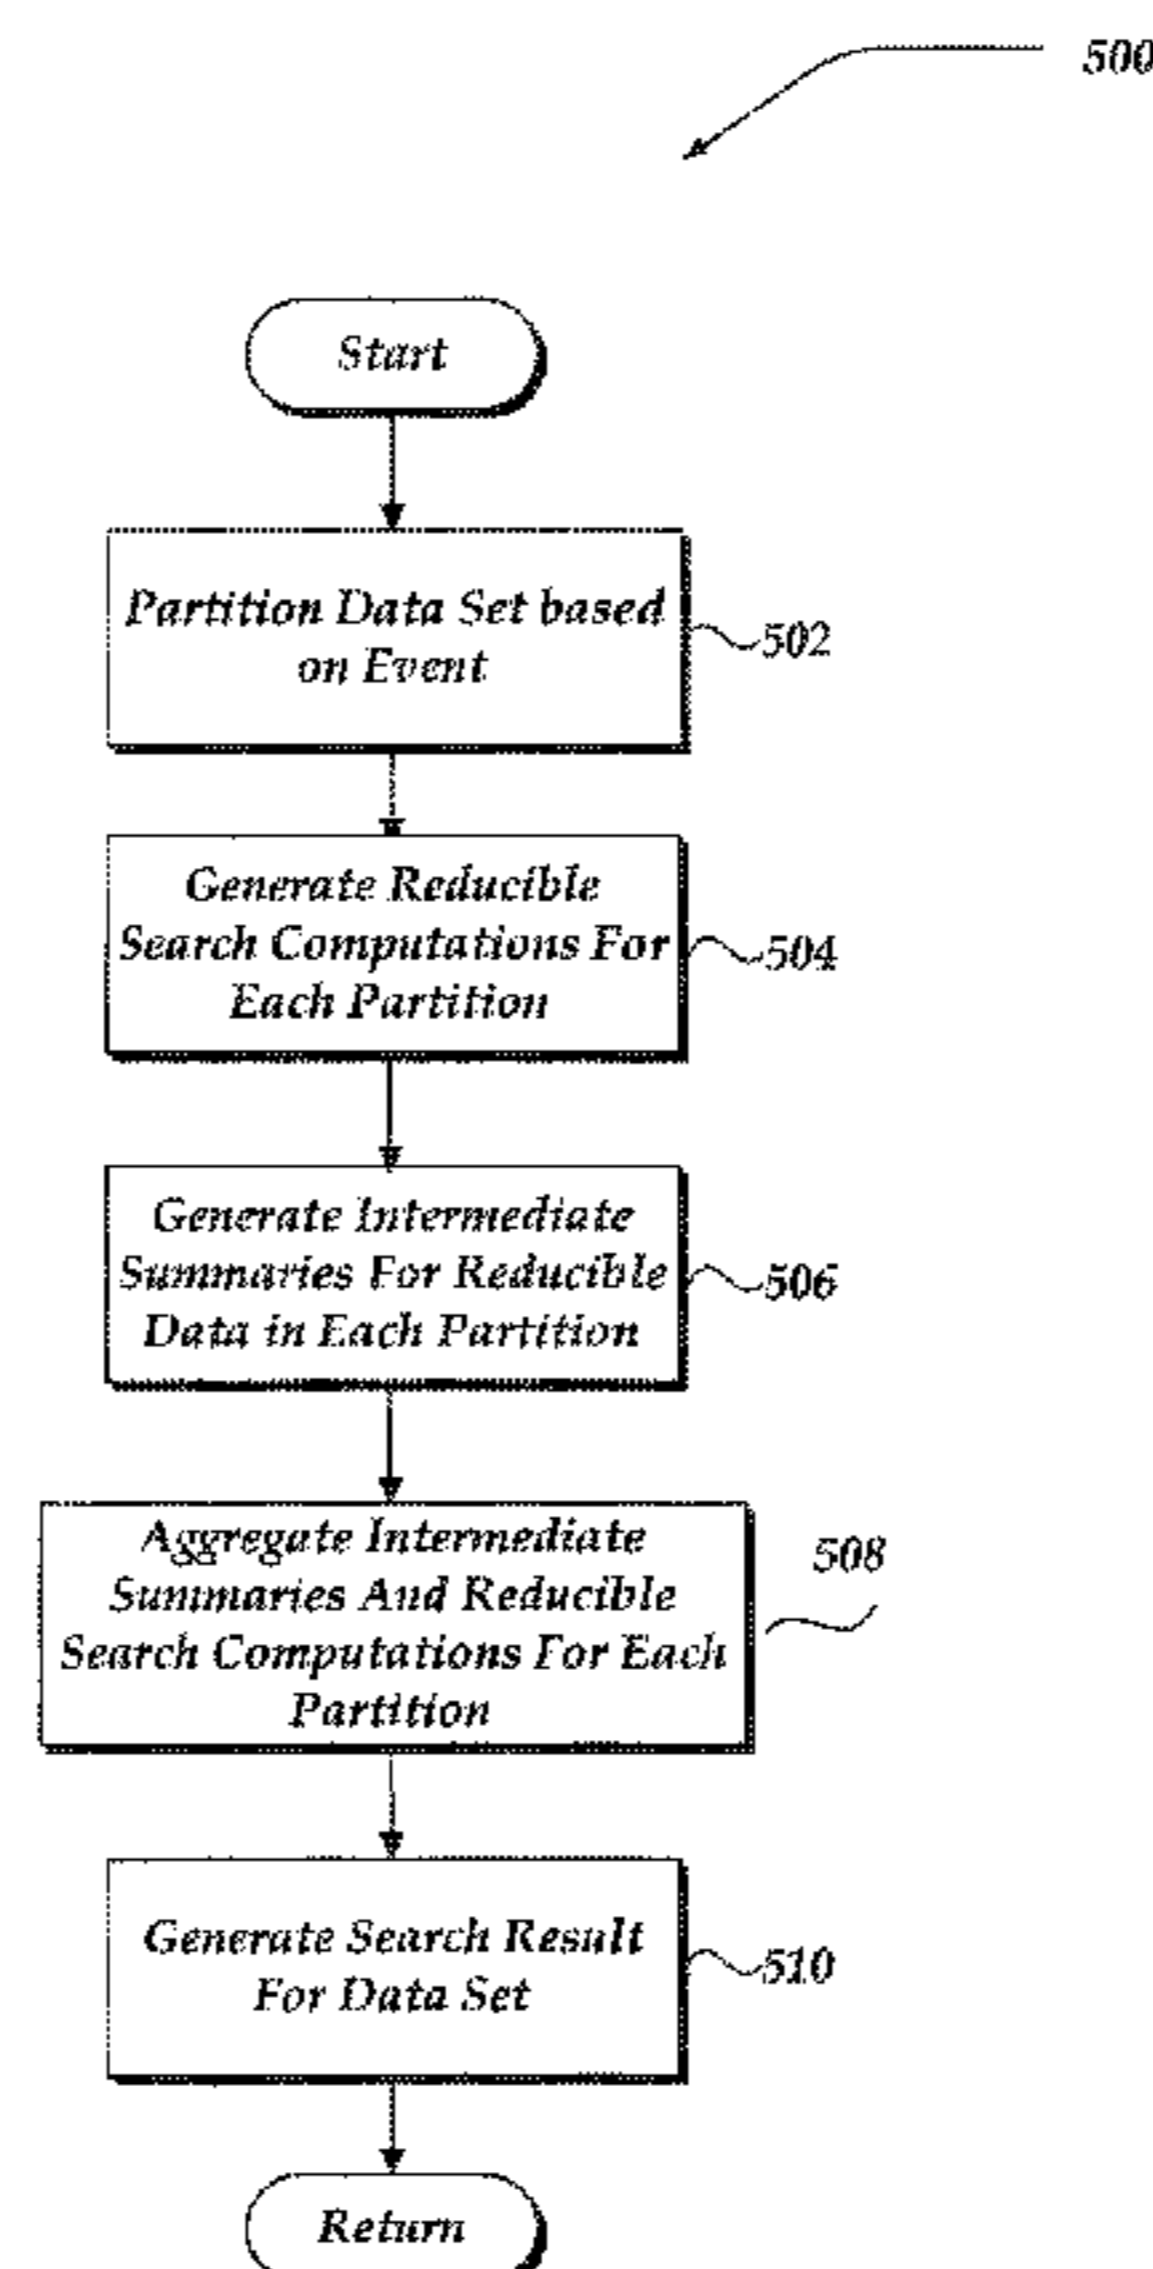 500
Start
Partition Data Set based
on Event
502
Generate Reducible
Search Computations For
Each Partition
504
Generate Intermediate
Summaries For Reducible
Data in Each Partition
506
Aggregate Intermediate
Summaries And Reducible
Search Computations For Each
Partition
508
Generate Search Result
For Data Set
510
Return